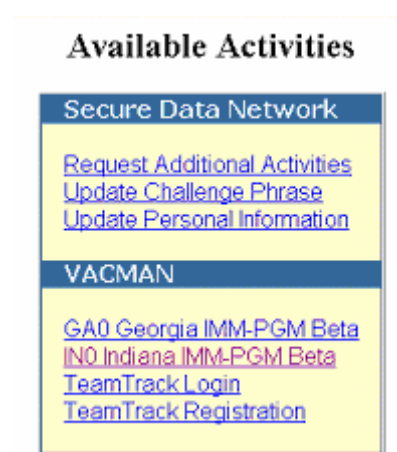 Available Activities
Secure Data Network
Request Additional Activities
Update Challenge Phrase
Update Personal Information
VACMAN
GA0 Georgia IMM-PGM Beta
IN0 Indiana IMM-PGM Beta
TeamTrack Login
TeamTrack Registration